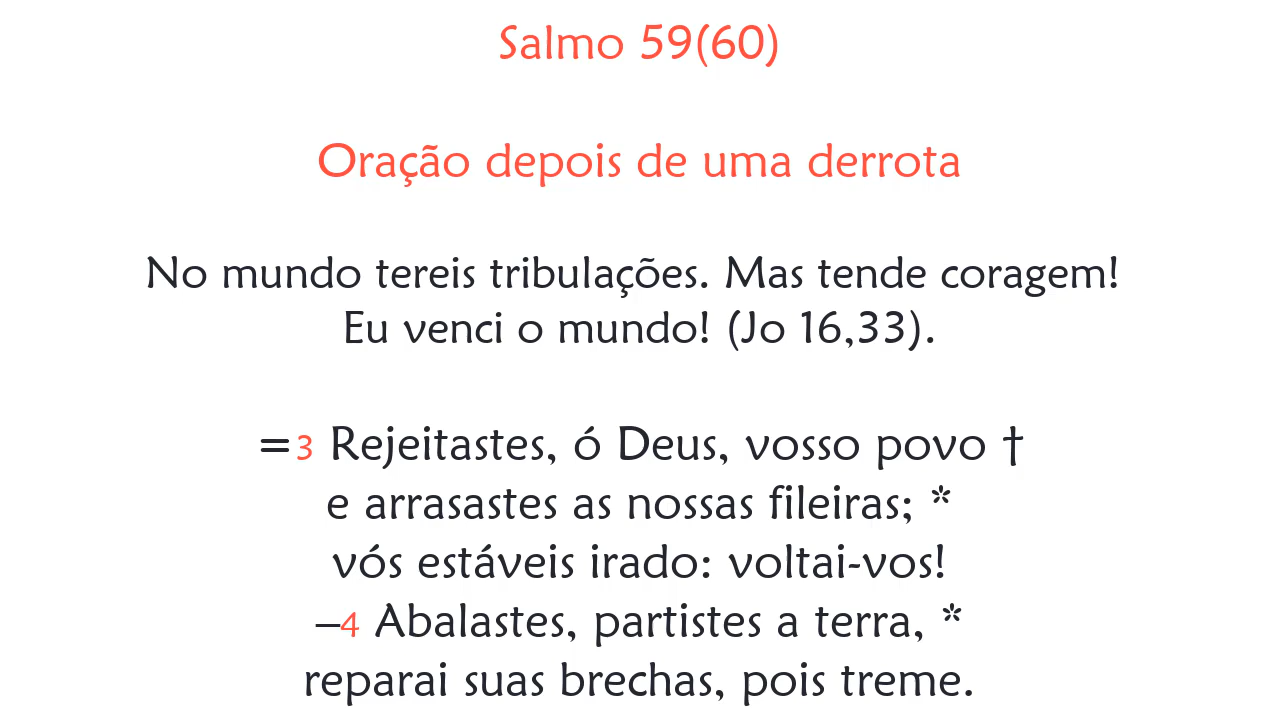 Salmo 59(60)
Oração depois de uma derrota
No mundo tereis tribulações. Mas tende coragem!
Eu venci o mundo! (Jo 16,33).
=3 Rejeitastes, ó Deus, vosso povo †
e arrasastes as nossas fileiras; *
vós estáveis irado: voltai-vos!
–4 Abalastes, partistes a terra, *
reparai suas brechas, pois treme.